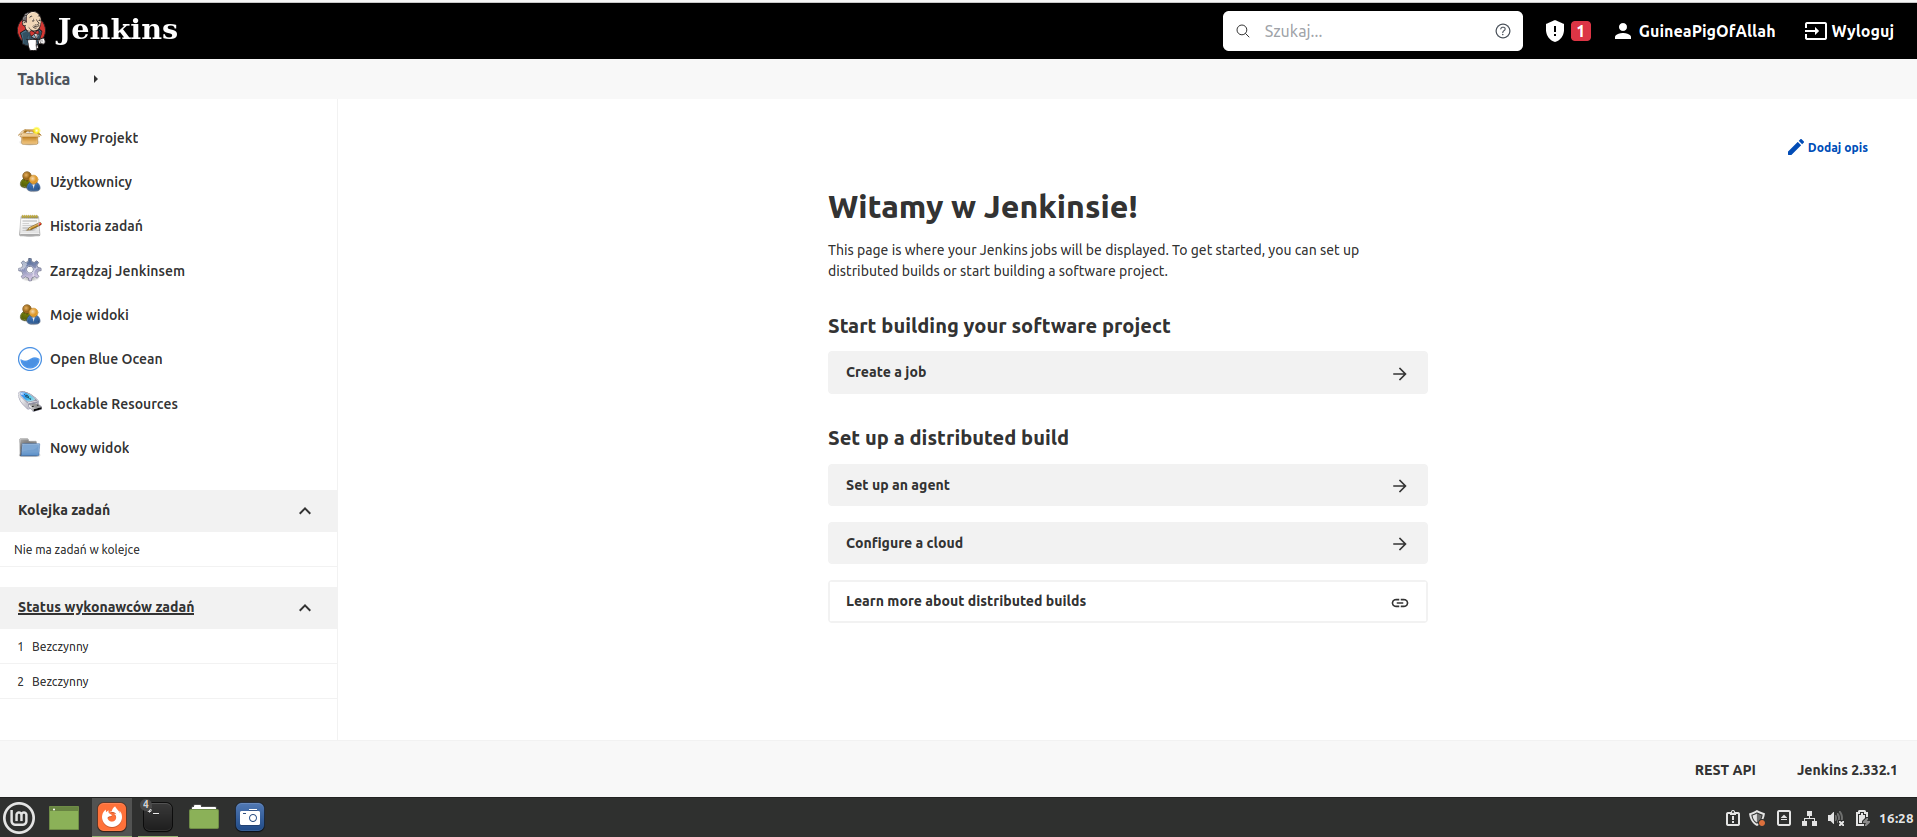 Jenkins
Szukaj...
1
GuineaPigOfAllah
Wyloguj
Tablica
Nowy Projekt
Użytkownicy
Historia zadań
Zarządzaj Jenkinsem
Moje widoki
Open Blue Ocean
Lockable Resources
Nowy widok
Kolejka zadań
Nie ma zadań w kolejce
Status wykonawców zadań
1 Bezczynny
2 Bezczynny
Dodaj opis
Witamy w Jenkinsie!
This page is where your Jenkins jobs will be displayed. To get started, you can set up
distributed builds or start building a software project.
Start building your software project
Create a job
Set up a distributed build
Set up an agent
Configure a cloud
Learn more about distributed builds
REST API
Jenkins 2.332.1
4
16:28